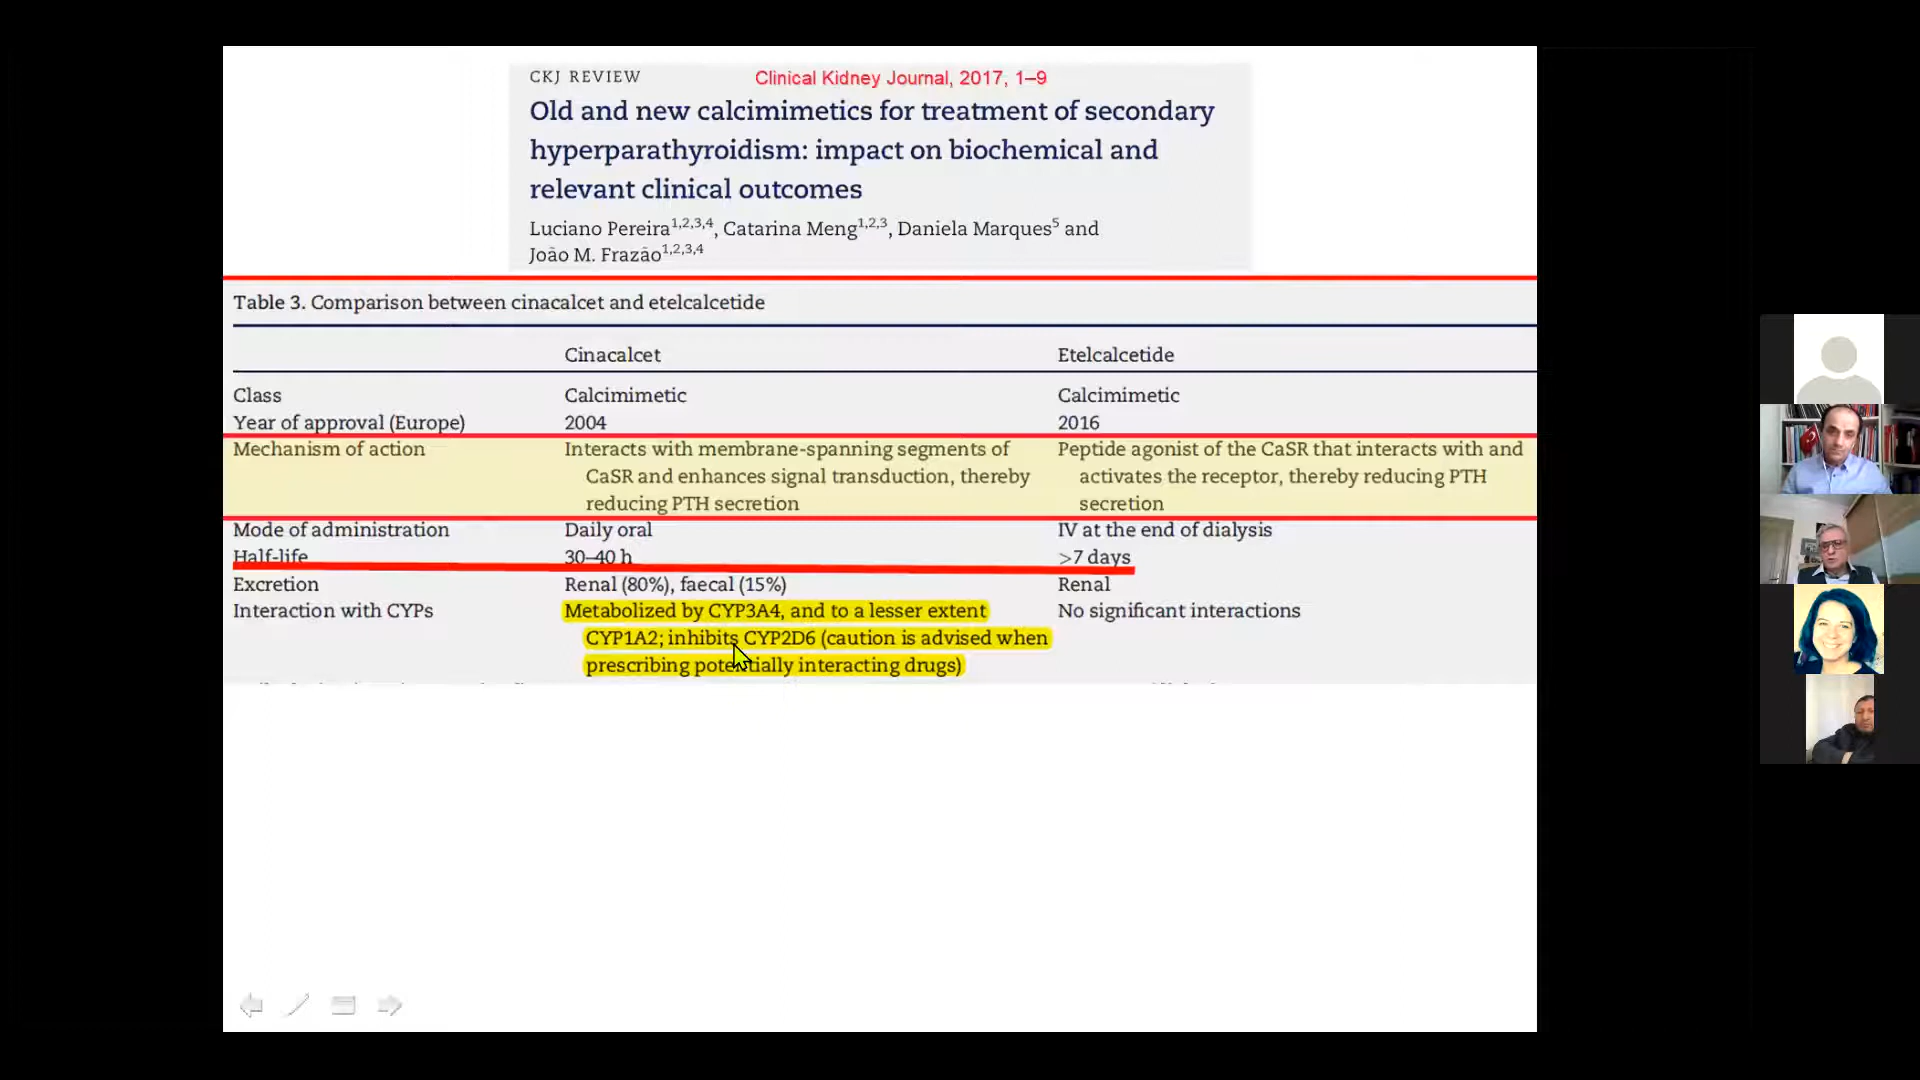 CKJ REVIEW
Clinical Kidney Journal, 2017, 1–9
Old and new calcimimetics for treatment of secondary
hyperparathyroidism: impact on biochemical and
relevant clinical outcomes
Luciano Pereira1,2,3,4, Catarina Meng1,2,3, Daniela Marques5 and
João M. Frazão1,2,3,4
Table 3. Comparison between cinacalcet and etelcalcetide
Cinacalcet Etelcalcetide
Class Calcimimetic Calcimimetic
Year of approval (Europe) 2004 2016
Mechanism of action Interacts with membrane-spanning segments of Peptide agonist of the CaSR that interacts with and
CaSR and enhances signal transduction, thereby activates the receptor, thereby reducing PTH
reducing PTH secretion secretion
Mode of administration Daily oral IV at the end of dialysis
Half-life 30–40 h >7 days
Excretion Renal (80%), faecal (15%) Renal
Interaction with CYPs Metabolized by CYP3A4, and to a lesser extent No significant interactions
CYP1A2; inhibits CYP2D6 (caution is advised when
prescribing potentially interacting drugs)